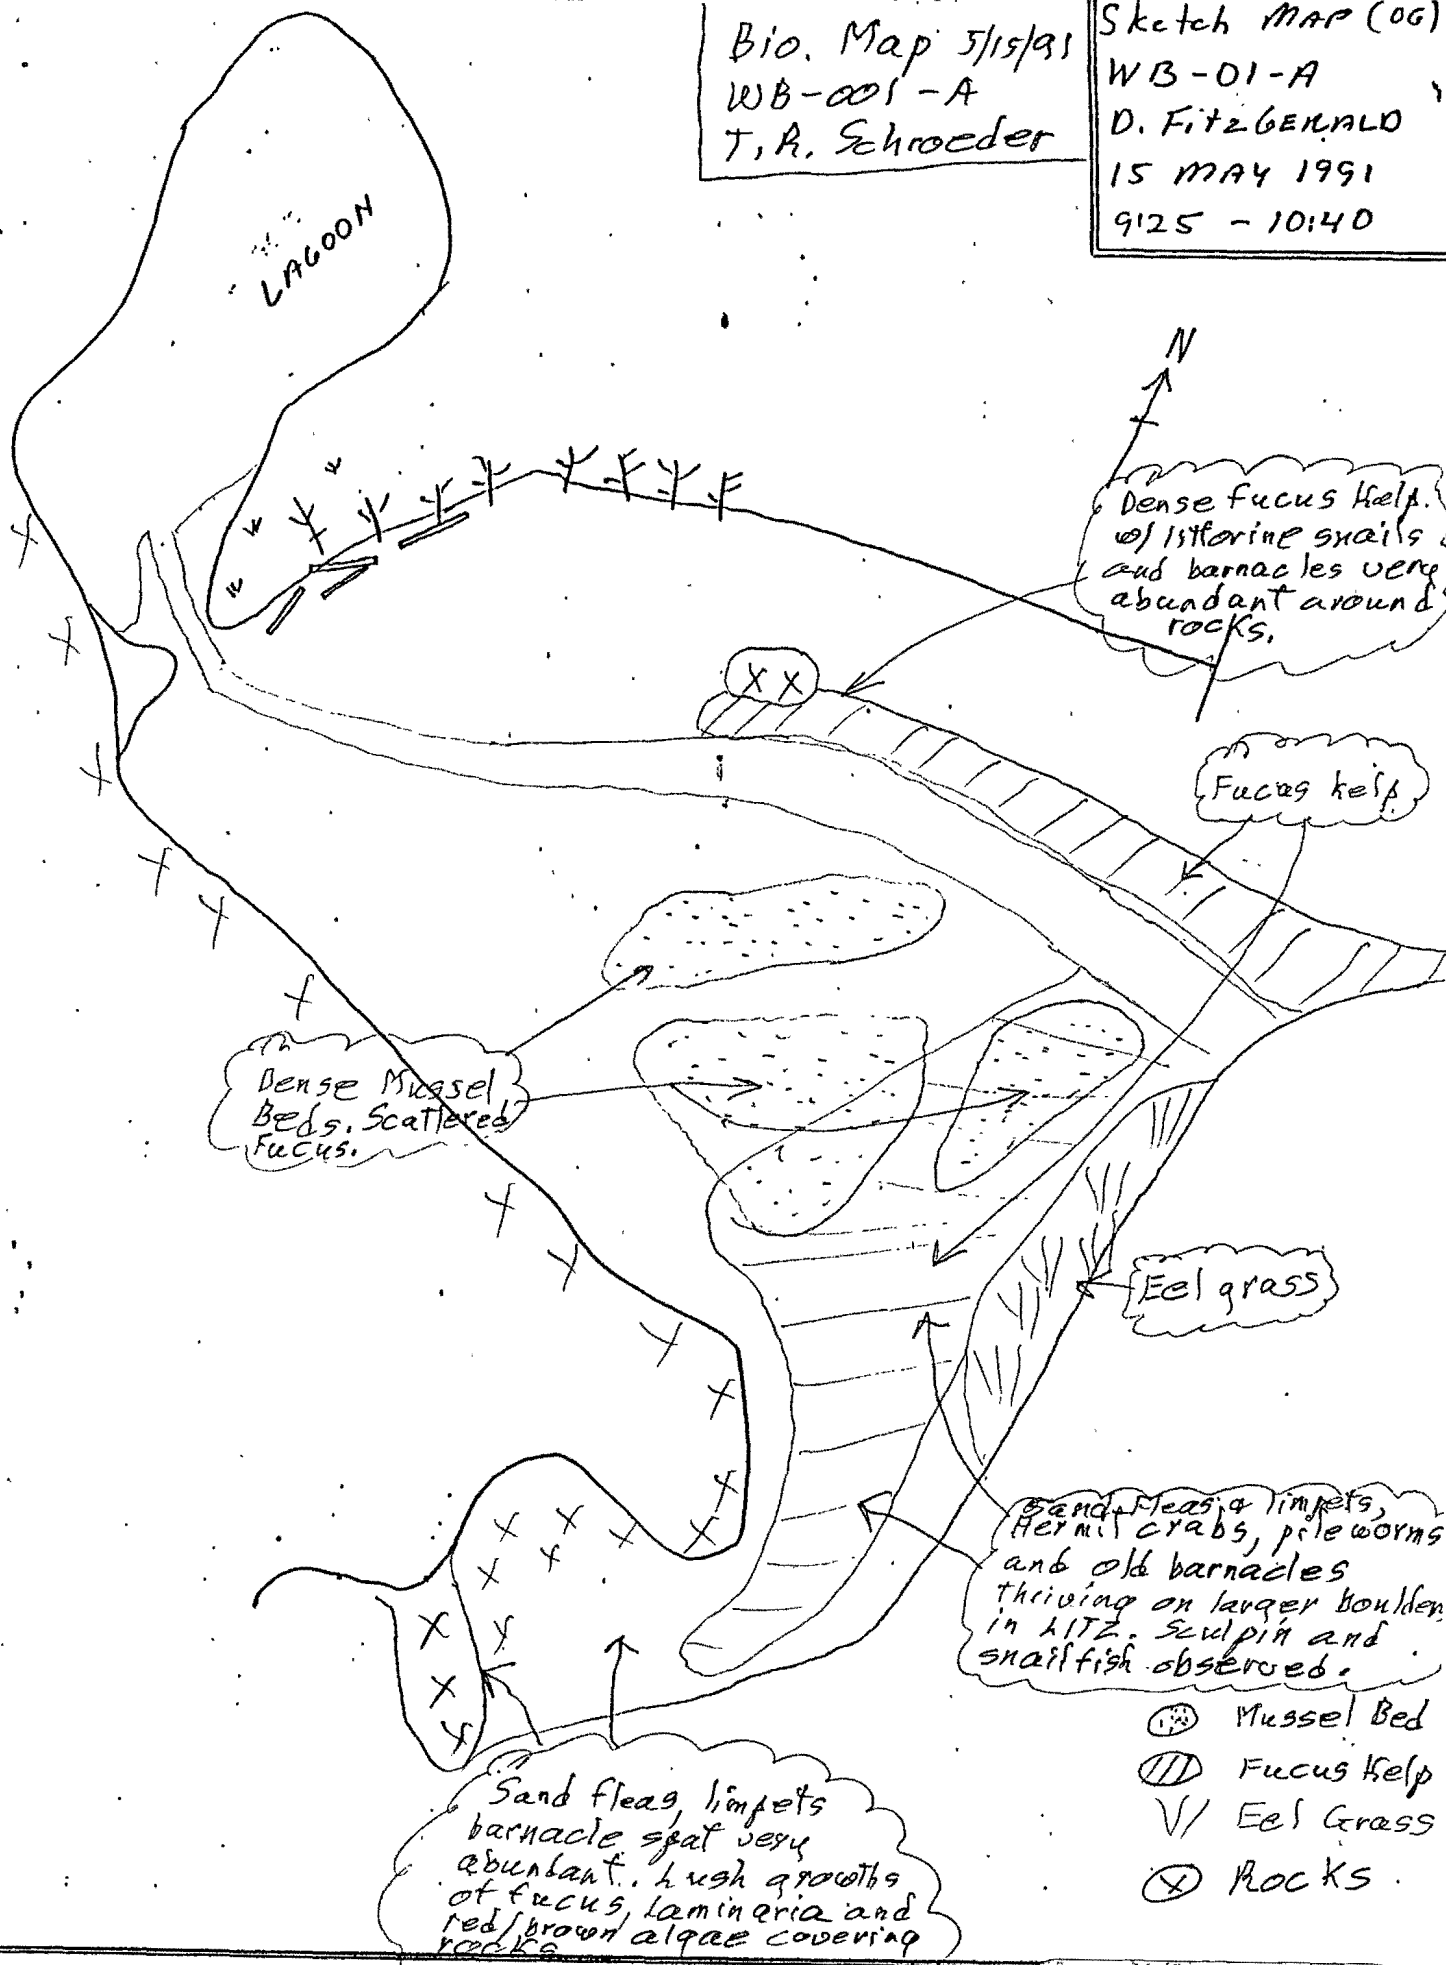 Bio. Map 5/15/91
WB-001-A
T.R. Schroeder
Sketch MAP (OG)
WB-01-A
D. FitzGERALD
15 MAY 1991
9:25 - 10:40
LAGOON
N
Dense Fucus Kelp.
w/ littorine snails &
and barnacles very
abundant around
rocks.
Fucus kelp
Dense Mussel
Beds. Scattered
Fucus.
Eel grass
Sand fleas, & limpets,
Hermit crabs, pile worms
and old barnacles
thriving on larger boulder
in LITZ. Sculpin and
snailfish observed.
Mussel Bed
Fucus Kelp
Eel Grass
Rocks
Sand fleas, limpets
barnacle spat very
abundant. Lush growths
of fucus, Laminaria and
red/brown algae covering
rocks